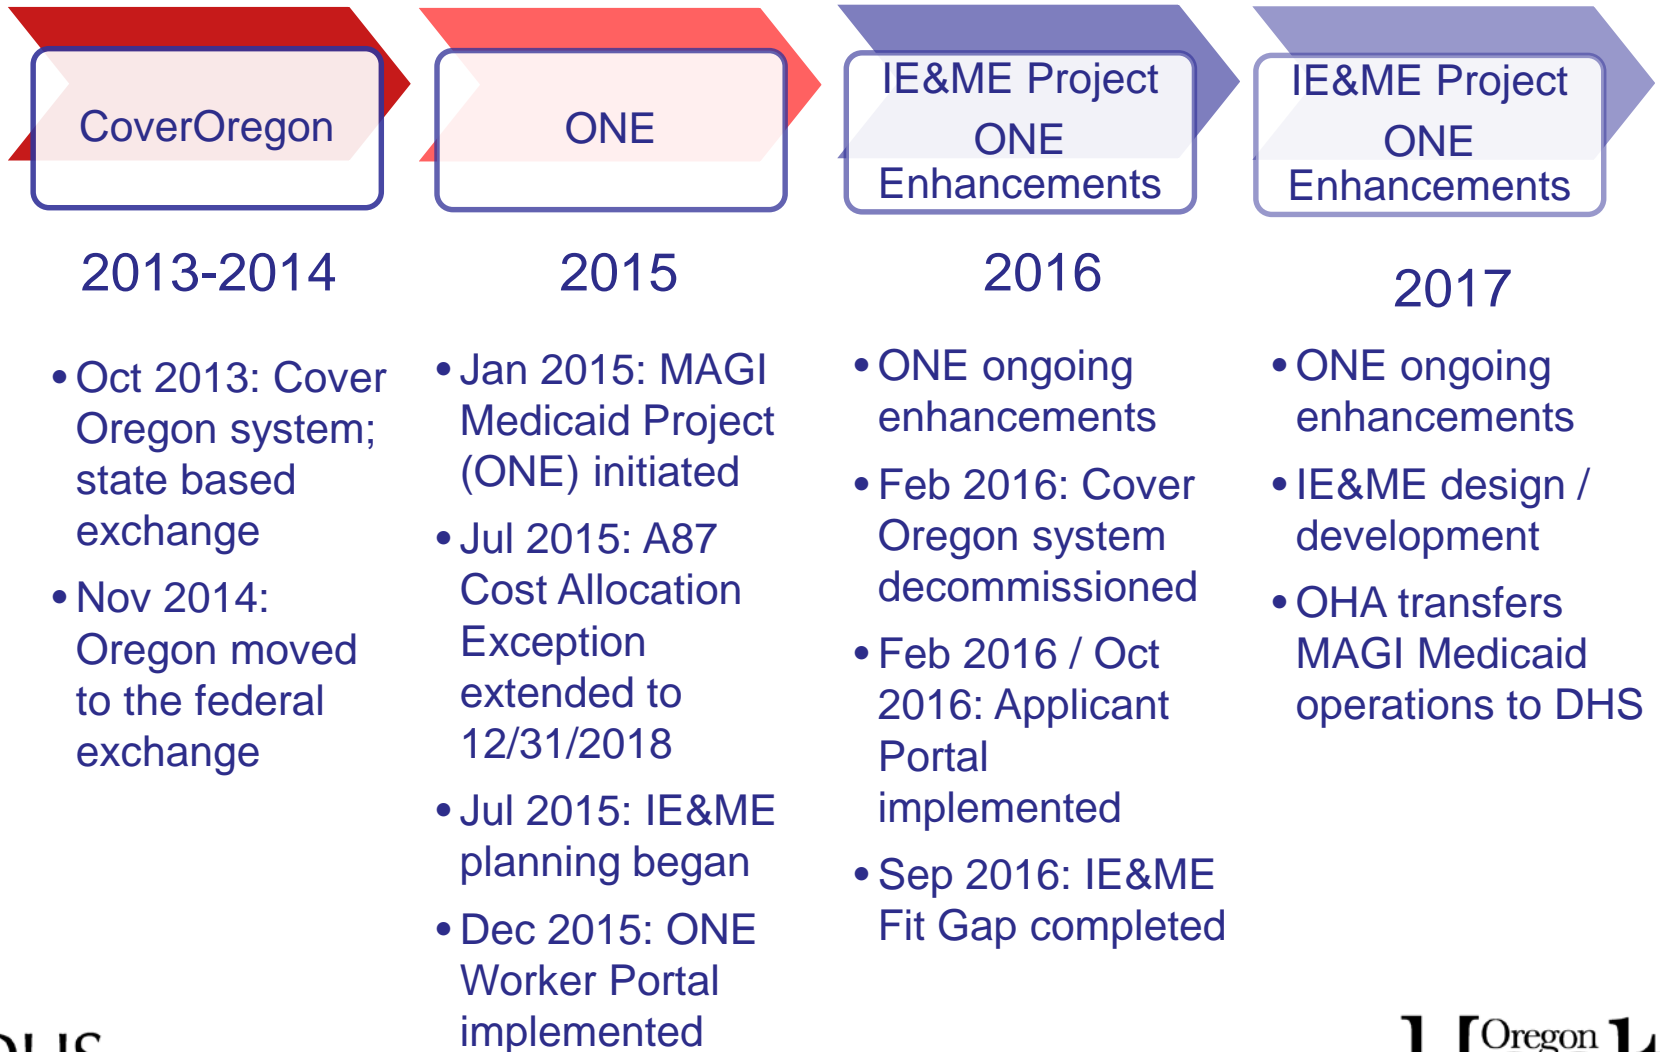 CoverOregon
2013-2014
• Oct 2013: Cover
Oregon system;
state based
exchange
• Nov 2014:
Oregon moved
to the federal
exchange
ONE
2015
• Jan 2015: MAGI
Medicaid Project
(ONE) initiated
• Jul 2015: A87
Cost Allocation
Exception
extended to
12/31/2018
• Jul 2015: IE&ME
planning began
• Dec 2015: ONE
Worker Portal
implemented
IE&ME Project
ONE
Enhancements
2016
• ONE ongoing
enhancements
• Feb 2016: Cover
Oregon system
decommissioned
• Feb 2016 / Oct
2016: Applicant
Portal
implemented
• Sep 2016: IE&ME
Fit Gap completed
IE&ME Project
ONE
Enhancements
2017
• ONE ongoing
enhancements
• IE&ME design /
development
• OHA transfers
MAGI Medicaid
operations to DHS
Oregon